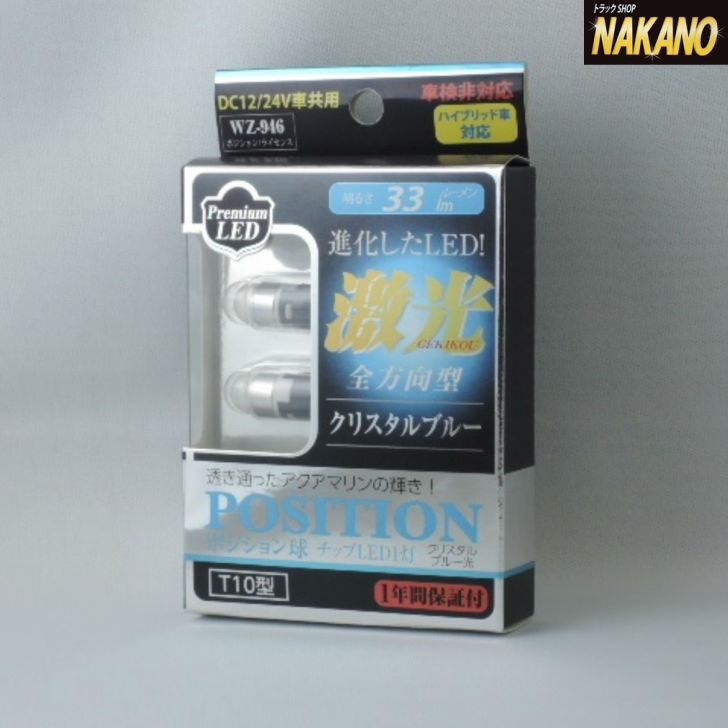 トラックSHOP
NAKANO
DC12/24V車共用
車検非対応
WZ-946
ポジション/ライセンス
ハイブリッド車
対応
Premium
LED
明るさ 33 ルーメン lm
進化したLED!
激光
GEKIKOU
全方向型
クリスタルブルー
透き通ったアクアマリンの輝き！
POSITION
ポジション球 チップLED1灯 クリスタル
ブルー光
T10型
1年間保証付